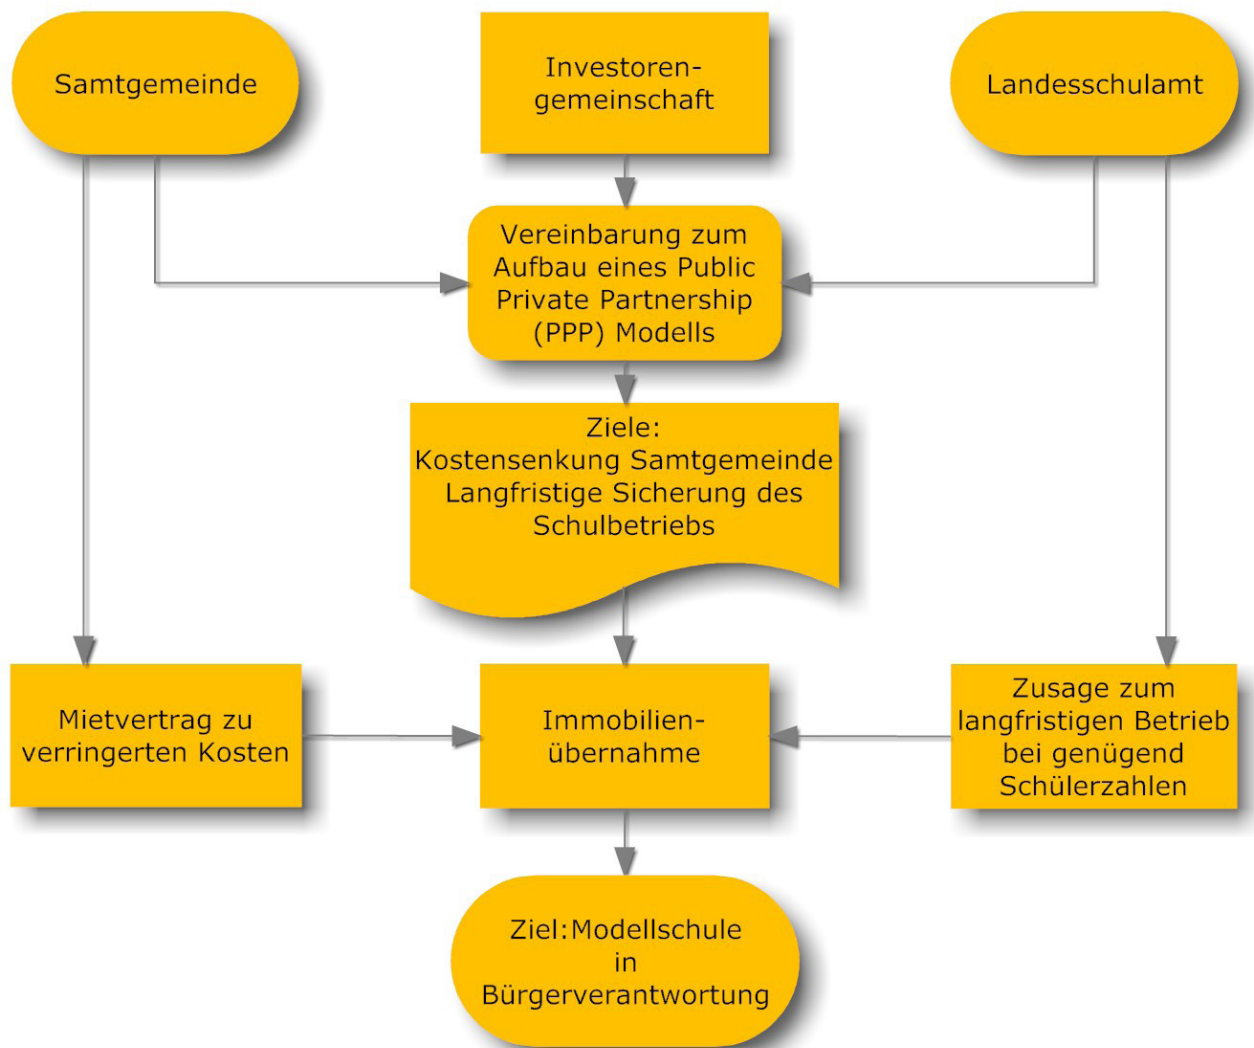 Samtgemeinde
Investoren-
gemeinschaft
Landesschulamt
Vereinbarung zum
Aufbau eines Public
Private Partnership
(PPP) Modells
Ziele:
Kostensenkung Samtgemeinde
Langfristige Sicherung des
Schulbetriebs
Mietvertrag zu
verringerten Kosten
Immobilien-
übernahme
Zusage zum
langfristigen Betrieb
bei genügend
Schülerzahlen
Ziel:Modellschule
in
Bürgerverantwortung